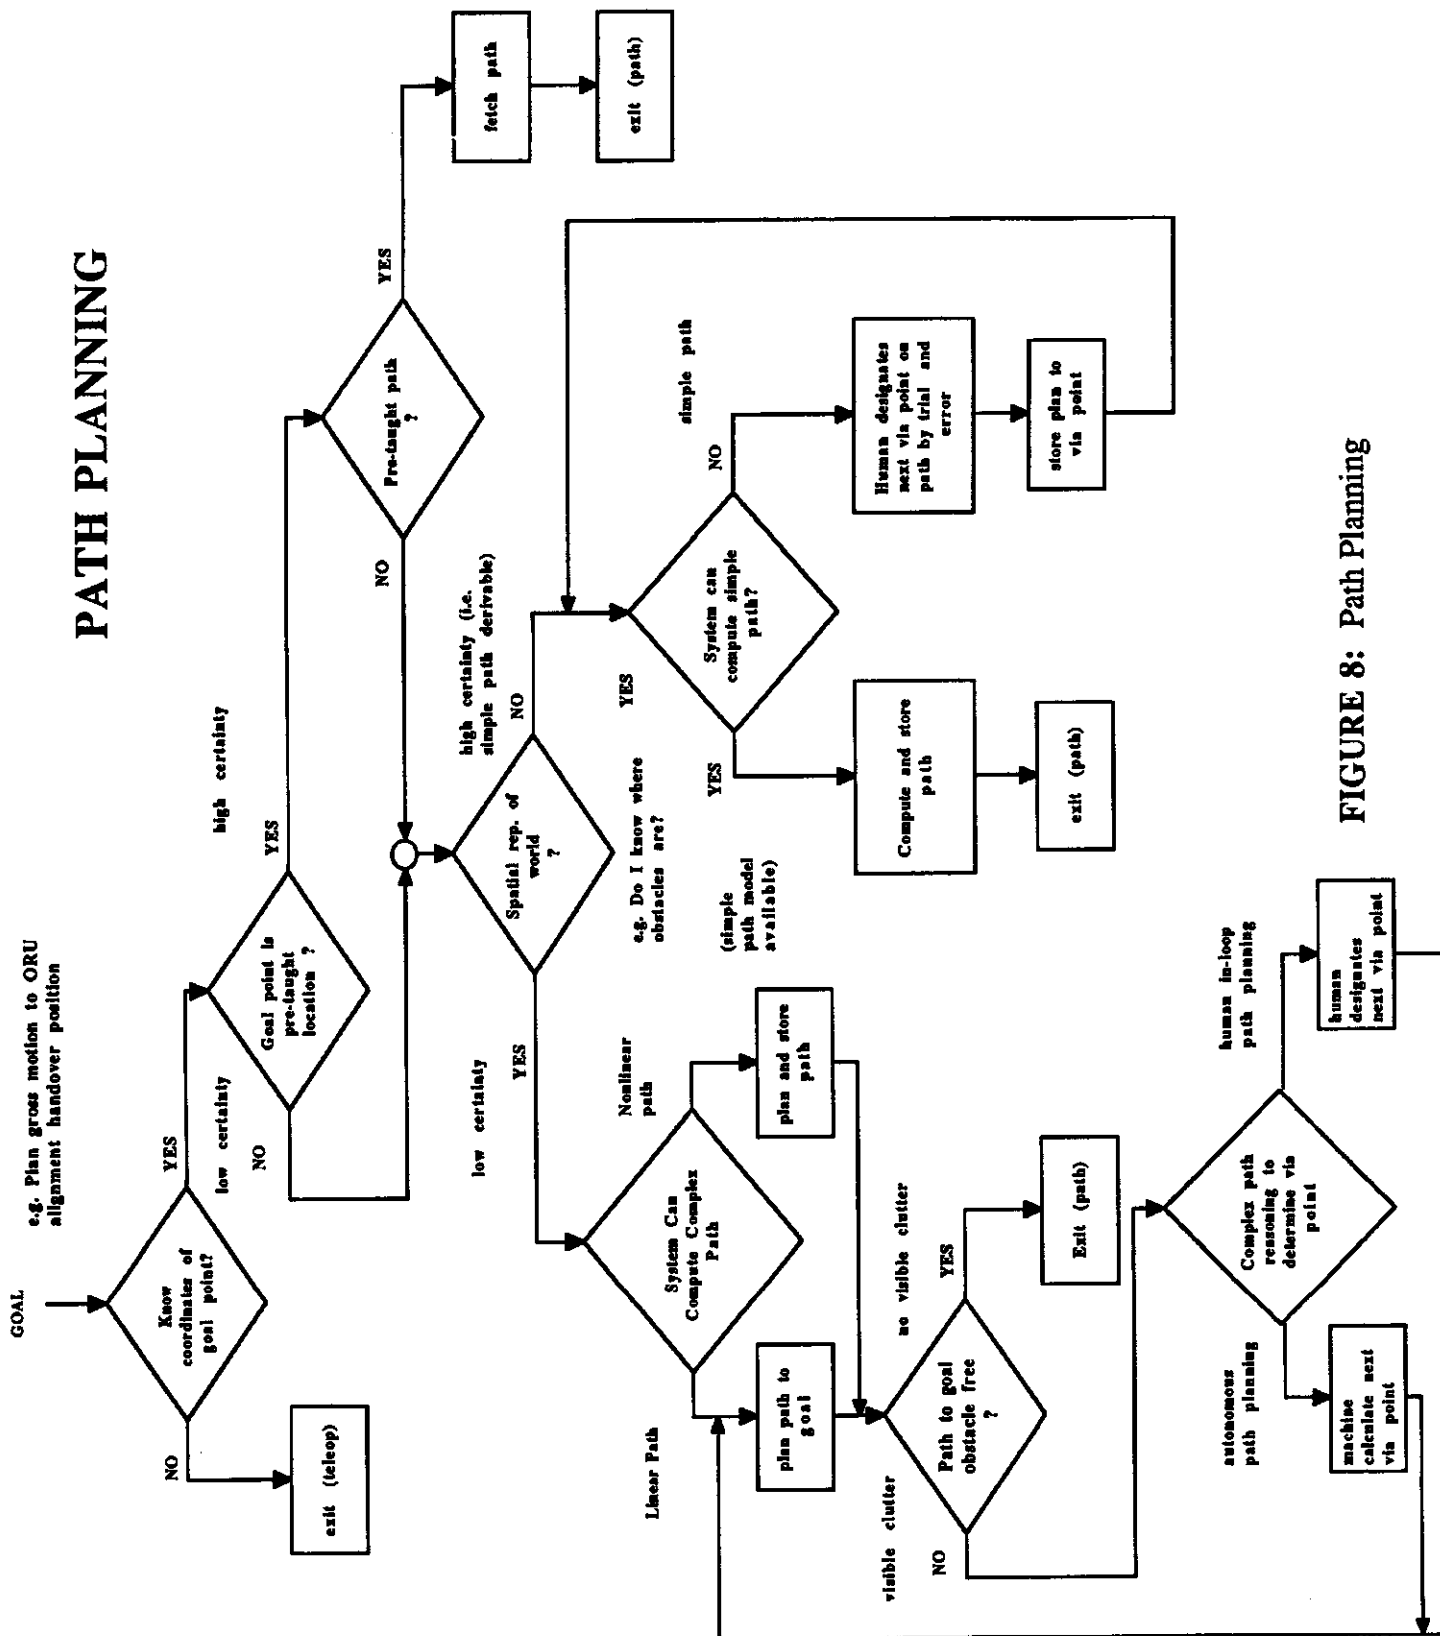 PATH PLANNING
GOAL
e.g. Plan gross motion to ORU
alignment handover position
Know
coordinates of
goal point?
NO
YES
exit (teleop)
low certainty
NO
Goal point is
pre-taught
location ?
YES
high certainty
Pre-taught path
?
NO
YES
fetch path
exit (path)
Spatial rep. of
world
?
low certainty
YES
NO
high certainty (i.e.
simple path derivable)
e.g. Do I know where
obstacles are?
System Can
Compute Complex
Path
Linear Path
Nonlinear
path
plan path to
goal
plan and store
path
(simple
path model
available)
YES
YES
System can
compute simple
path?
NO
simple path
Compute and store
path
exit (path)
Human designates
next via point on
path by trial and
error
store plan to
via point
visible clutter
NO
Path to goal
obstacle free
?
no visible clutter
YES
Exit (path)
autonomous
path planning
Complex path
reasoning to
determine via
point
human in-loop
path planning
machine
calculate next
via point
human
designates
next via point
FIGURE 8: Path Planning